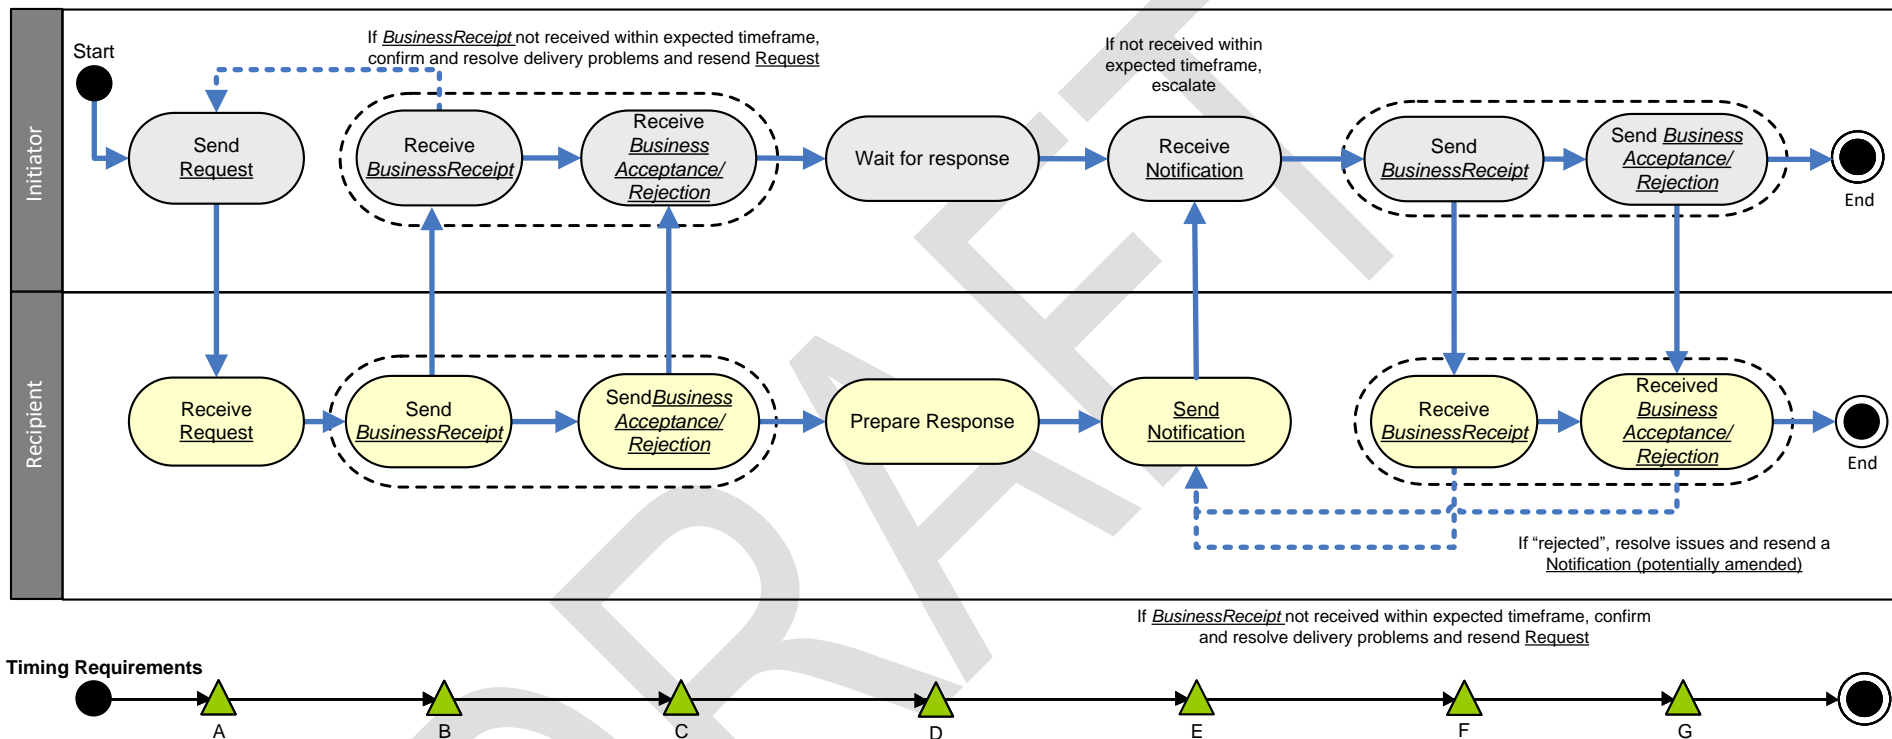 If BusinessReceipt not received within expected timeframe,
confirm and resolve delivery problems and resend Request
If not received within
expected timeframe,
escalate
Start
Initiator
Send
Request
Receive
BusinessReceipt
Receive
Business
Acceptance/
Rejection
Wait for response
Receive
Notification
Send
BusinessReceipt
Send Business
Acceptance/
Rejection
End
Recipient
Receive
Request
Send
BusinessReceipt
SendBusiness
Acceptance/
Rejection
Prepare Response
Send
Notification
Receive
BusinessReceipt
Received
Business
Acceptance/
Rejection
End
If “rejected”, resolve issues and resend a
Notification (potentially amended)
If BusinessReceipt not received within expected timeframe, confirm
and resolve delivery problems and resend Request
Timing Requirements
A
B
C
D
E
F
G
DRAFT